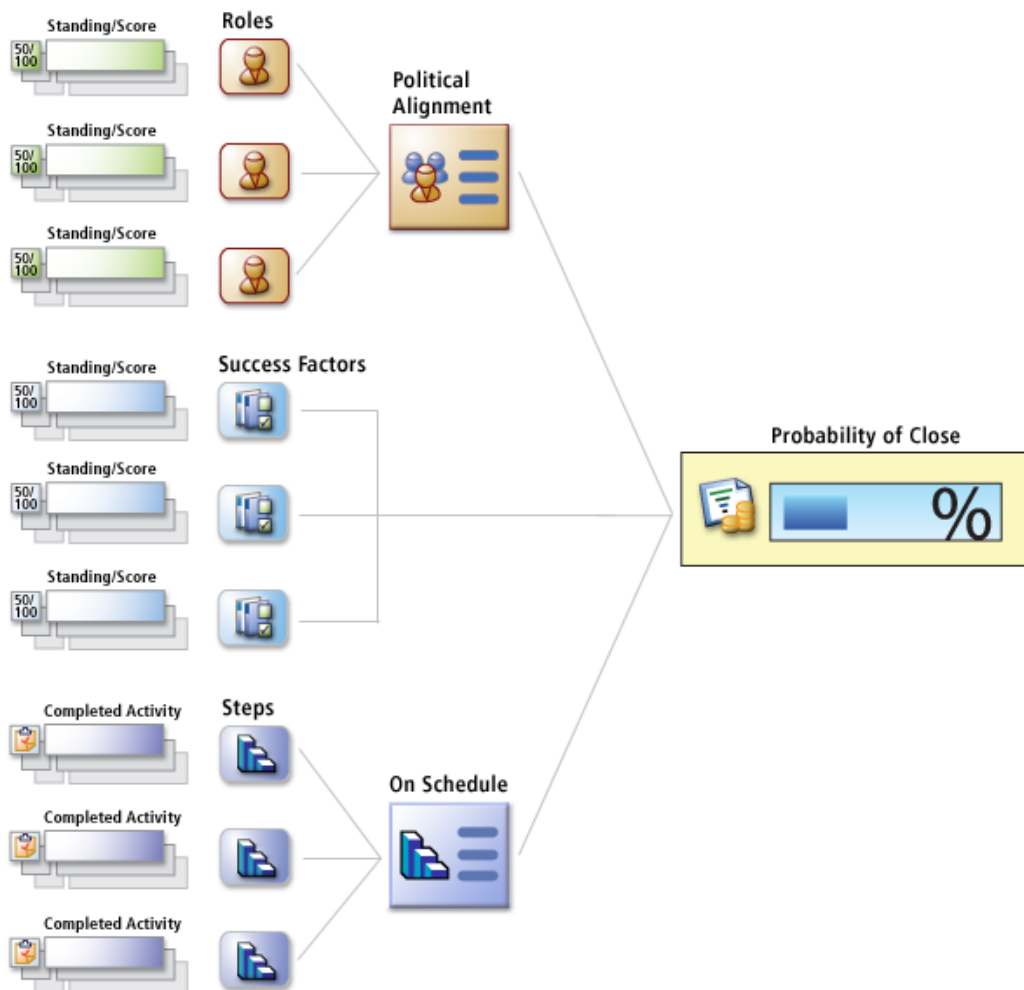 Standing/Score
Roles
50/
100
Political
Alignment
Standing/Score
50/
100
Standing/Score
50/
100
Standing/Score
Success Factors
50/
100
Probability of Close
%
Standing/Score
50/
100
Standing/Score
50/
100
Completed Activity
Steps
On Schedule
Completed Activity
Completed Activity